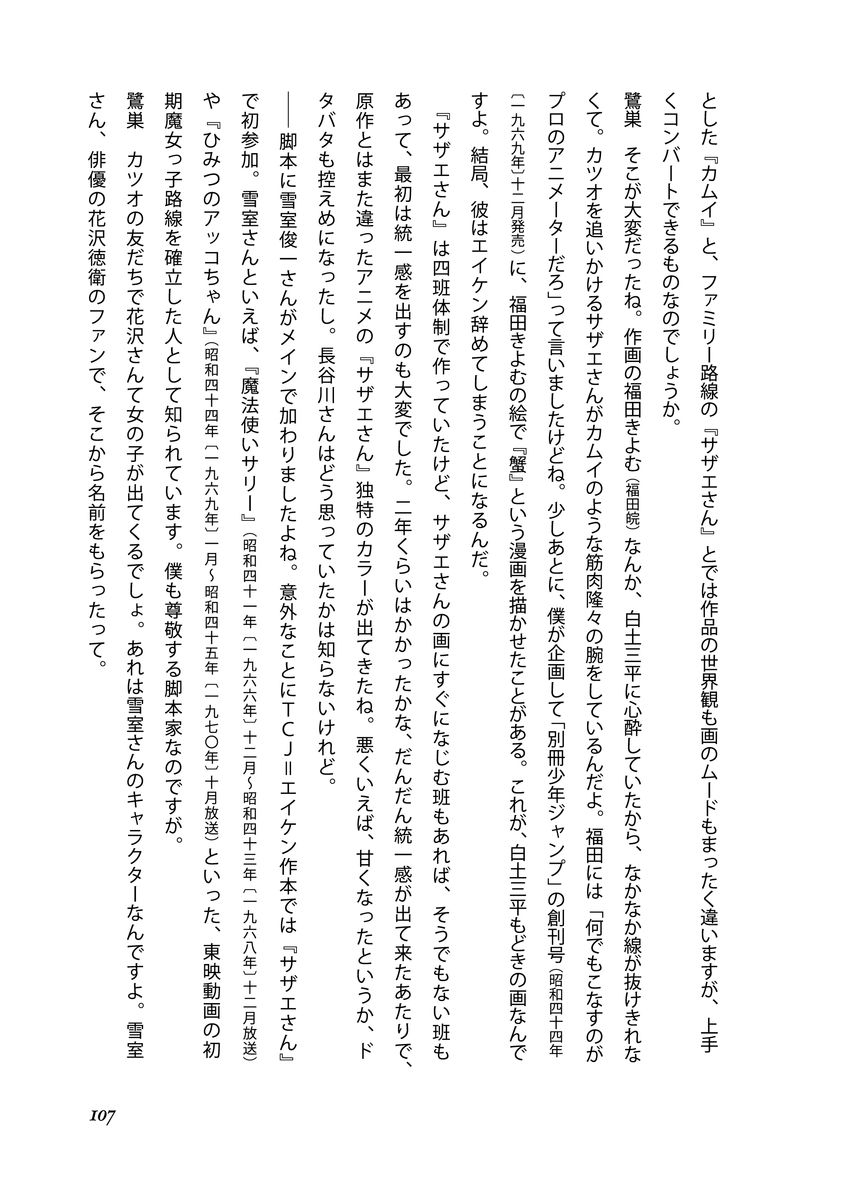 とした『カムイ』と、ファミリー路線の『サザエさん』とでは作品の世界観も画のムードもまったく違いますが、上手
くコンバートできるものなのでしょうか。
鷺巣　そこが大変だったね。作画の福田きよむ（福田皖）なんか、白土三平に心酔していたから、なかなか線が抜けきれな
くて。カツオを追いかけるサザエさんがカムイのような筋肉隆々の腕をしているんだよ。福田には「何でもこなすのが
プロのアニメーターだろ」って言いましたけどね。少しあとに、僕が企画して「別冊少年ジャンプ」の創刊号（昭和四十四年
〔一九六九年〕十二月発売）に、福田きよむの絵で『蟹』という漫画を描かせたことがある。これが、白土三平もどきの画なんで
すよ。結局、彼はエイケン辞めてしまうことになるんだ。
　『サザエさん』は四班体制で作っていたけど、サザエさんの画にすぐになじむ班もあれば、そうでもない班も
あって、最初は統一感を出すのも大変でした。二年くらいはかかったかな、だんだん統一感が出て来たあたりで、
原作とはまた違ったアニメの『サザエさん』独特のカラーが出てきたね。悪くいえば、甘くなったというか、ド
タバタも控えめになったし。長谷川さんはどう思っていたかは知らないけれど。
――脚本に雪室俊一さんがメインで加わりましたよね。意外なことにＴＣＪ＝エイケン作本では『サザエさん』
で初参加。雪室さんといえば、『魔法使いサリー』（昭和四十一年〔一九六六年〕十二月～昭和四十三年〔一九六八年〕十二月放送）
や『ひみつのアッコちゃん』（昭和四十四年〔一九六九年〕一月～昭和四十五年〔一九七〇年〕十月放送）といった、東映動画の初
期魔女っ子路線を確立した人として知られています。僕も尊敬する脚本家なのですが。
鷺巣　カツオの友だちで花沢さんて女の子が出てくるでしょ。あれは雪室さんのキャラクターなんですよ。雪室
さん、俳優の花沢徳衛のファンで、そこから名前をもらったって。
107